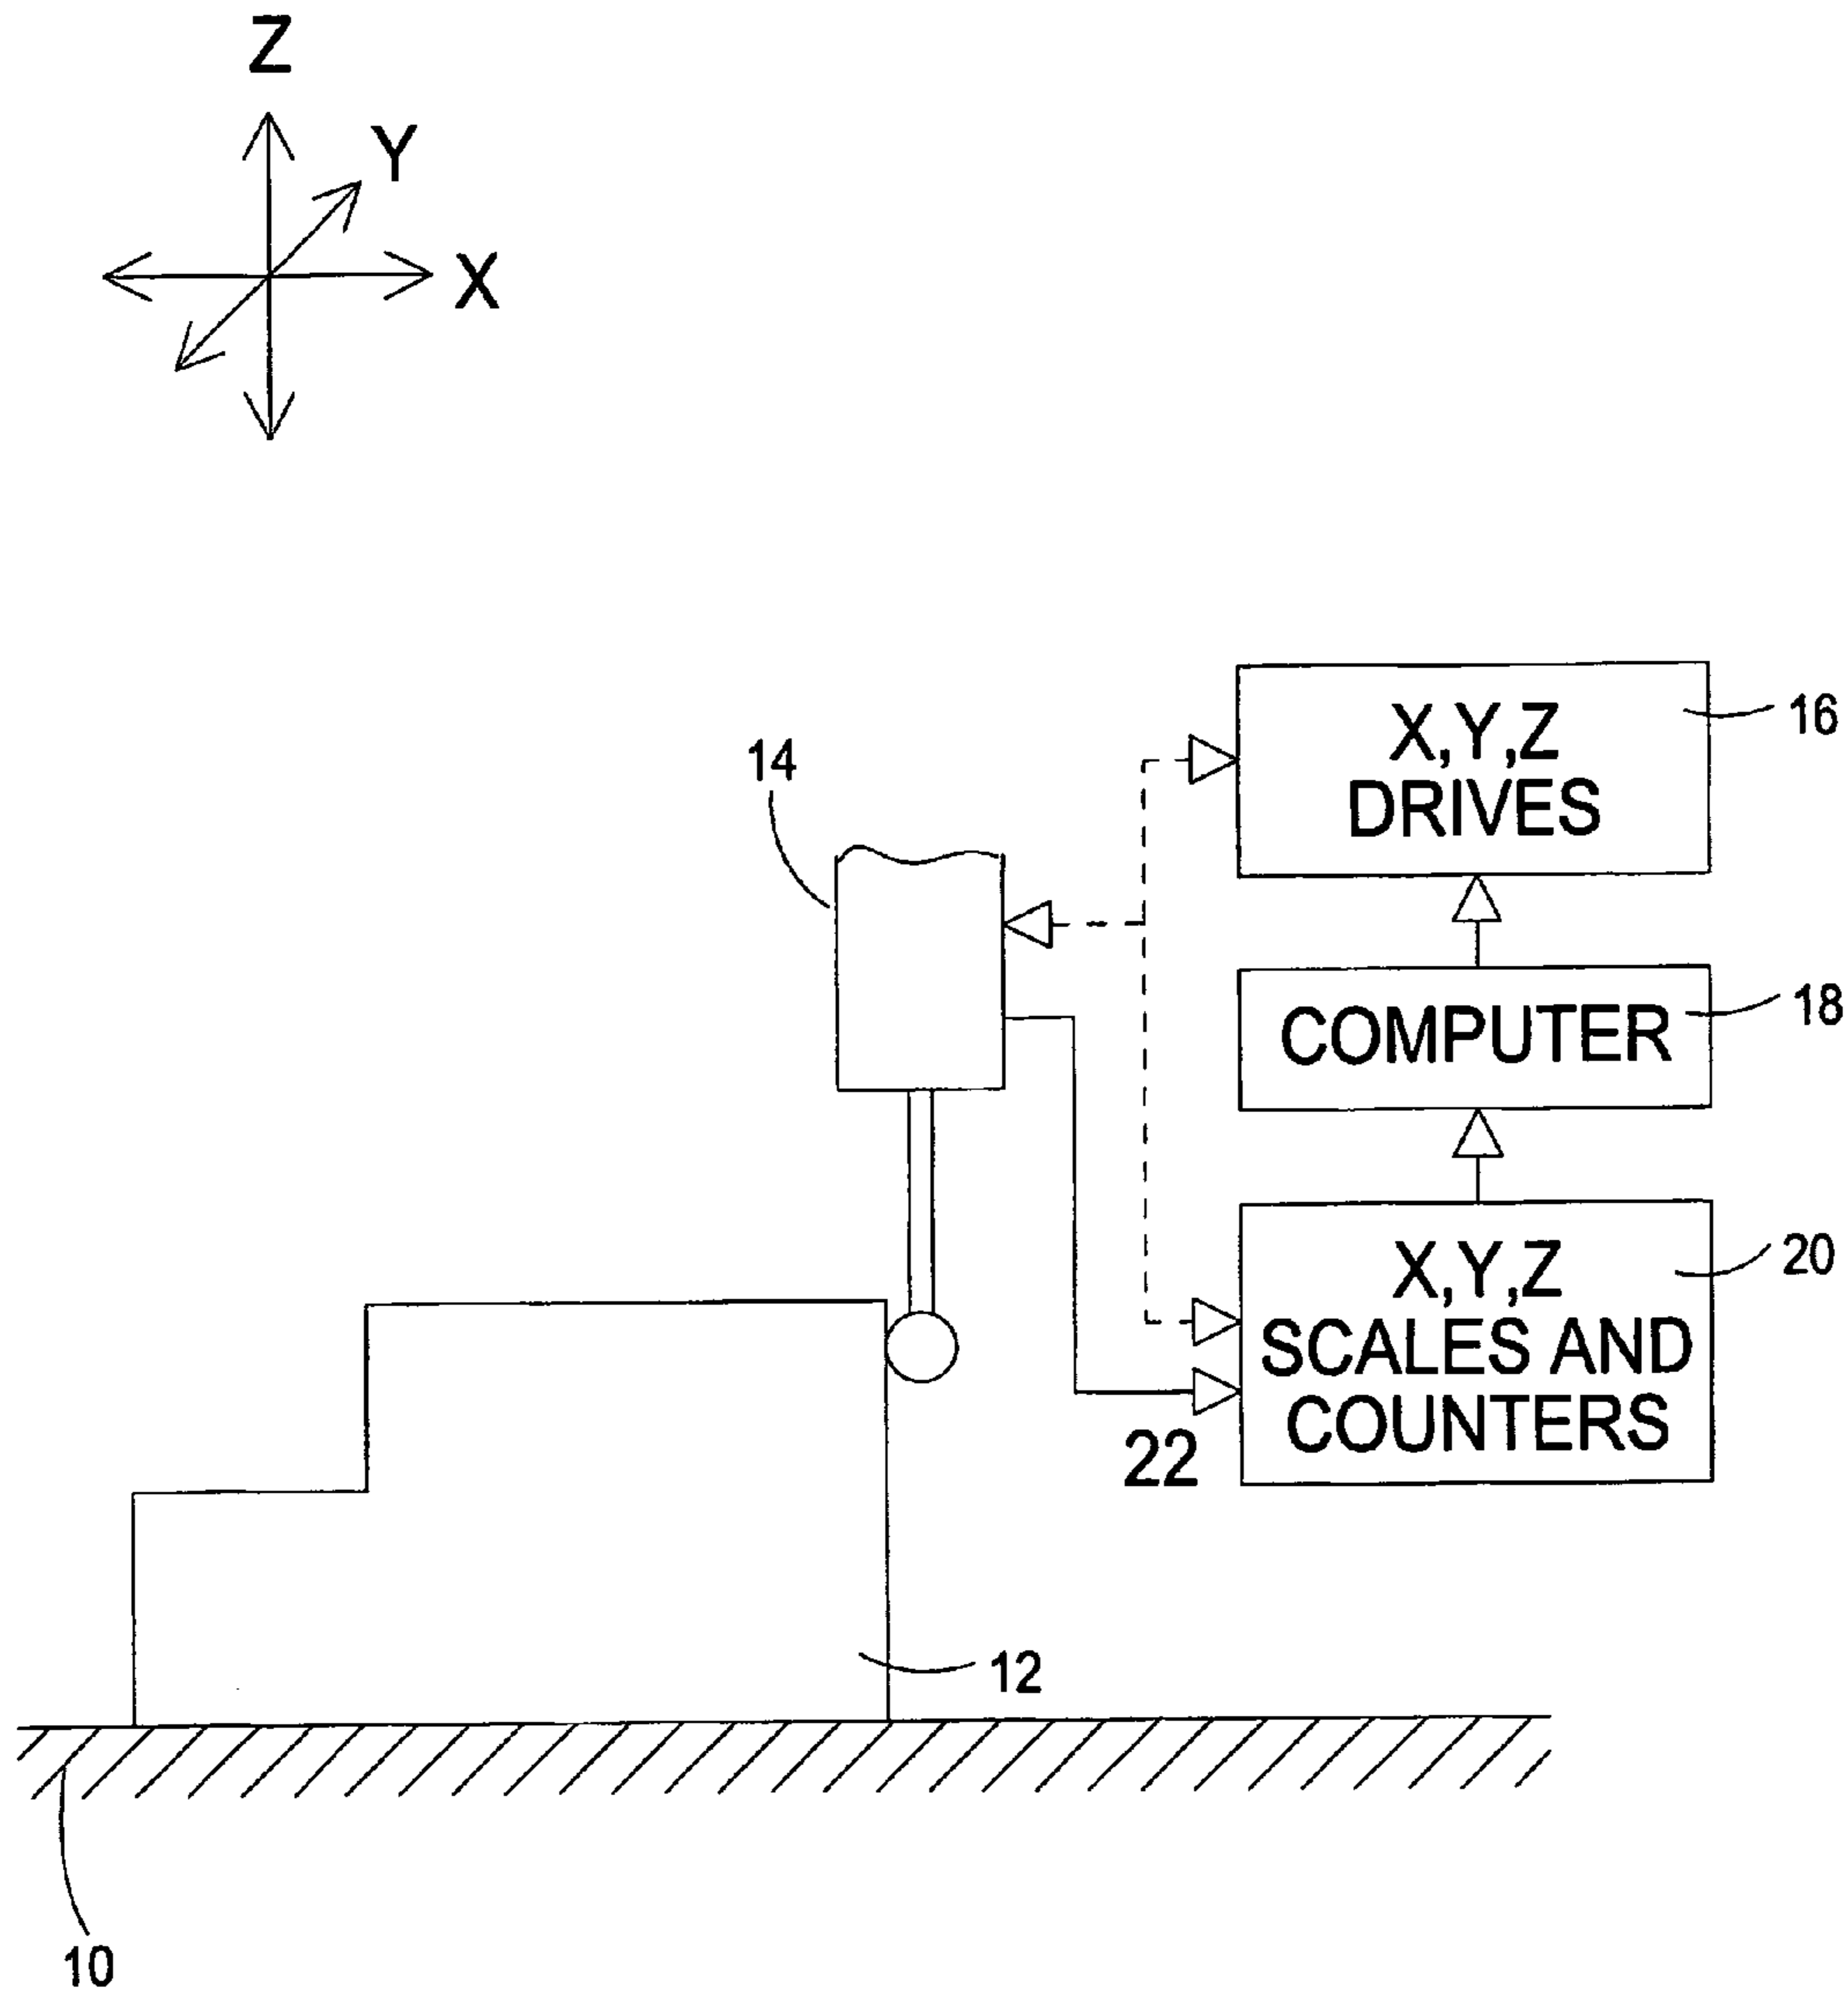 Z
Y
X
X,Y,Z
DRIVES
16
14
COMPUTER
18
X,Y,Z
SCALES AND
COUNTERS
20
22
12
10